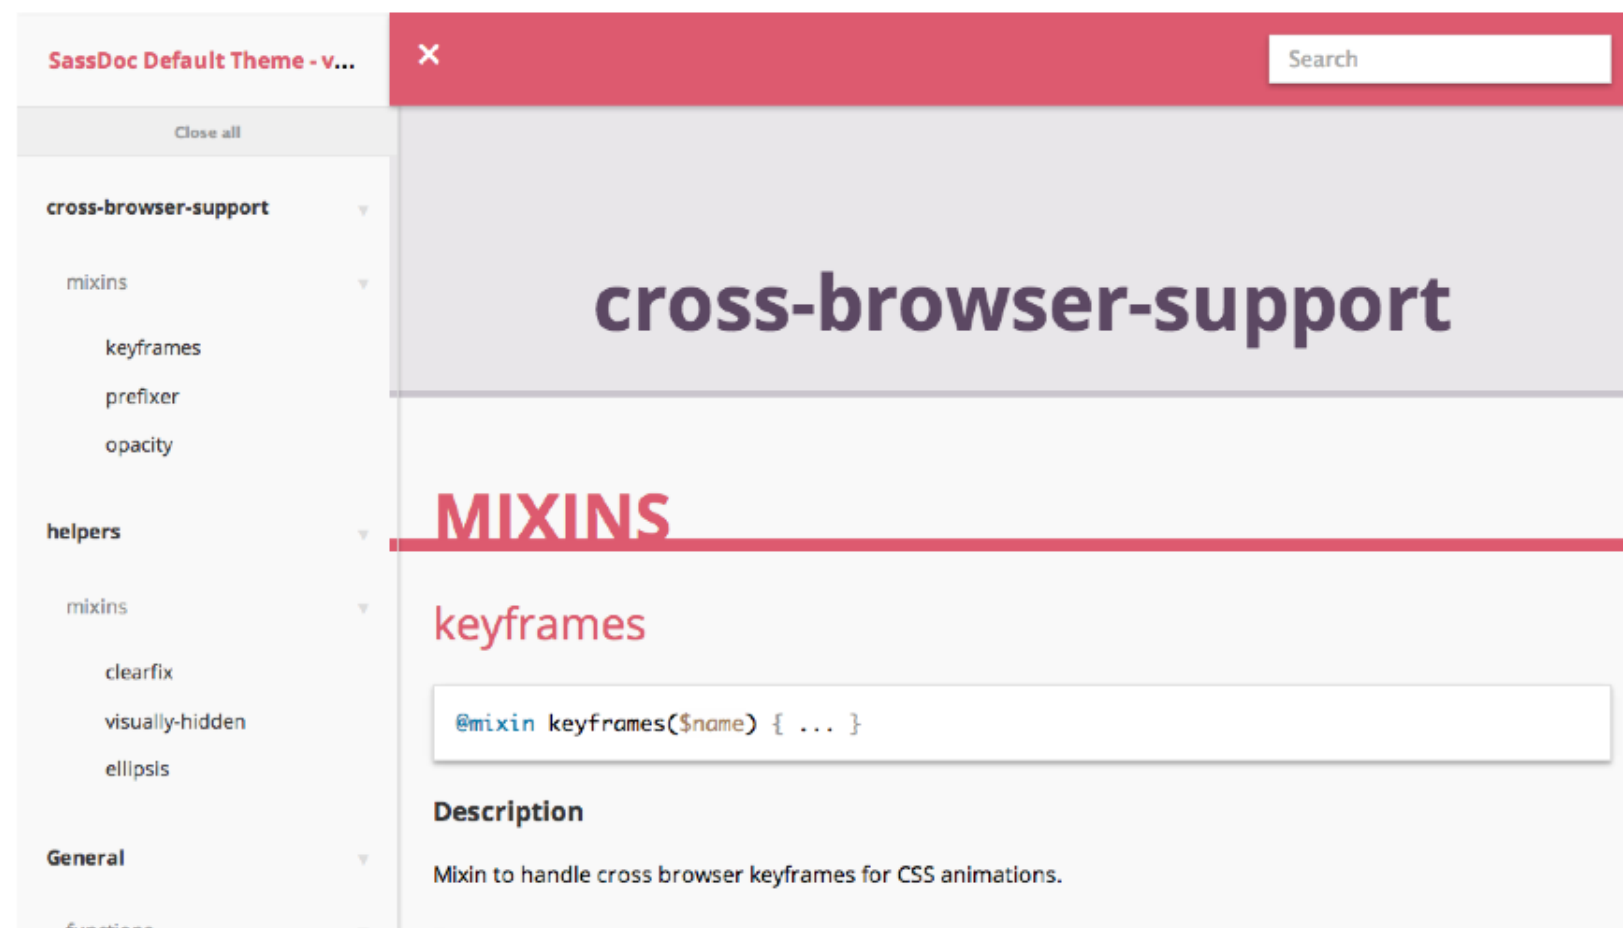 SassDoc Default Theme - v...
×
Search
Close all
cross-browser-support
mixins
keyframes
prefixer
opacity
helpers
mixins
clearfix
visually-hidden
ellipsis
General
functions
cross-browser-support
MIXINS
keyframes
@mixin keyframes($name) { ... }
Description
Mixin to handle cross browser keyframes for CSS animations.